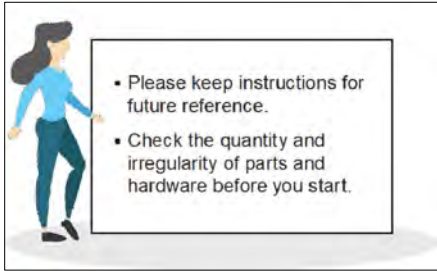 ▪ Please keep instructions for
future reference.
▪ Check the quantity and
irregularity of parts and
hardware before you start.